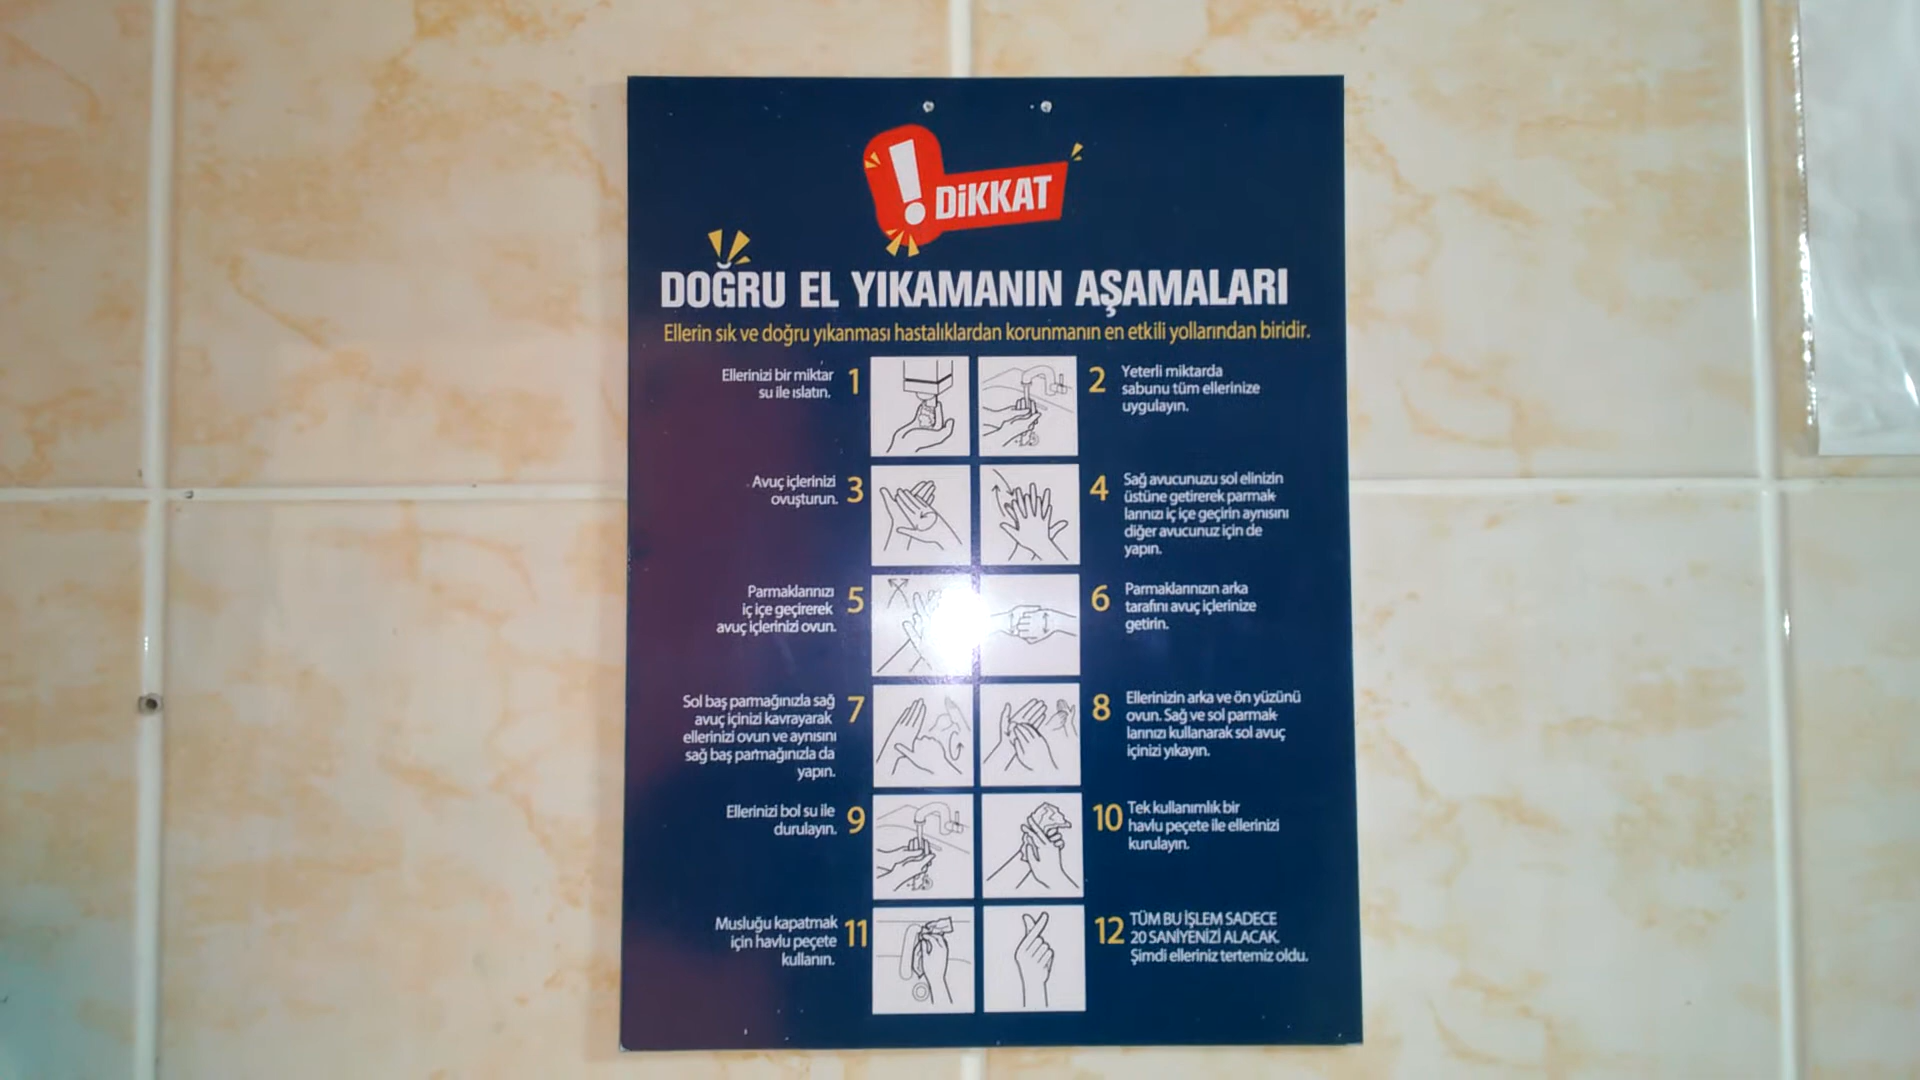 DİKKAT
DOĞRU EL YIKAMANIN AŞAMALARI
Ellerin sık ve doğru yıkanması hastalıklardan korunmanın en etkili yollarından biridir.
Ellerinizi bir miktar
su ile ıslatın.
1
2
Yeterli miktarda
sabunu tüm ellerinize
uygulayın.
Avuç içlerinizi
ovuşturun.
3
4
Sağ avucunuzu sol elinizin
üstüne getirerek parmak-
larınızı iç içe geçirin aynısını
diğer avucunuz için de
yapın.
Parmaklarınızı
iç içe geçirerek
avuç içlerinizi ovun.
5
6
Parmaklarınızın arka
tarafını avuç içlerinize
getirin.
Sol baş parmağınızla sağ
avuç içinizi kavrayarak
ellerinizi ovun ve aynısını
sağ baş parmağınızla da
yapın.
7
8
Ellerinizin arka ve ön yüzünü
ovun. Sağ ve sol parmak-
larınızı kullanarak sol avuç
içinizi yıkayın.
Ellerinizi bol su ile
durulayın.
9
10
Tek kullanımlık bir
havlu peçete ile ellerinizi
kurulayın.
Musluğu kapatmak
için havlu peçete
kullanın.
11
12
TÜM BU İŞLEM SADECE
20 SANİYENİZİ ALACAK.
Şimdi elleriniz tertemiz oldu.